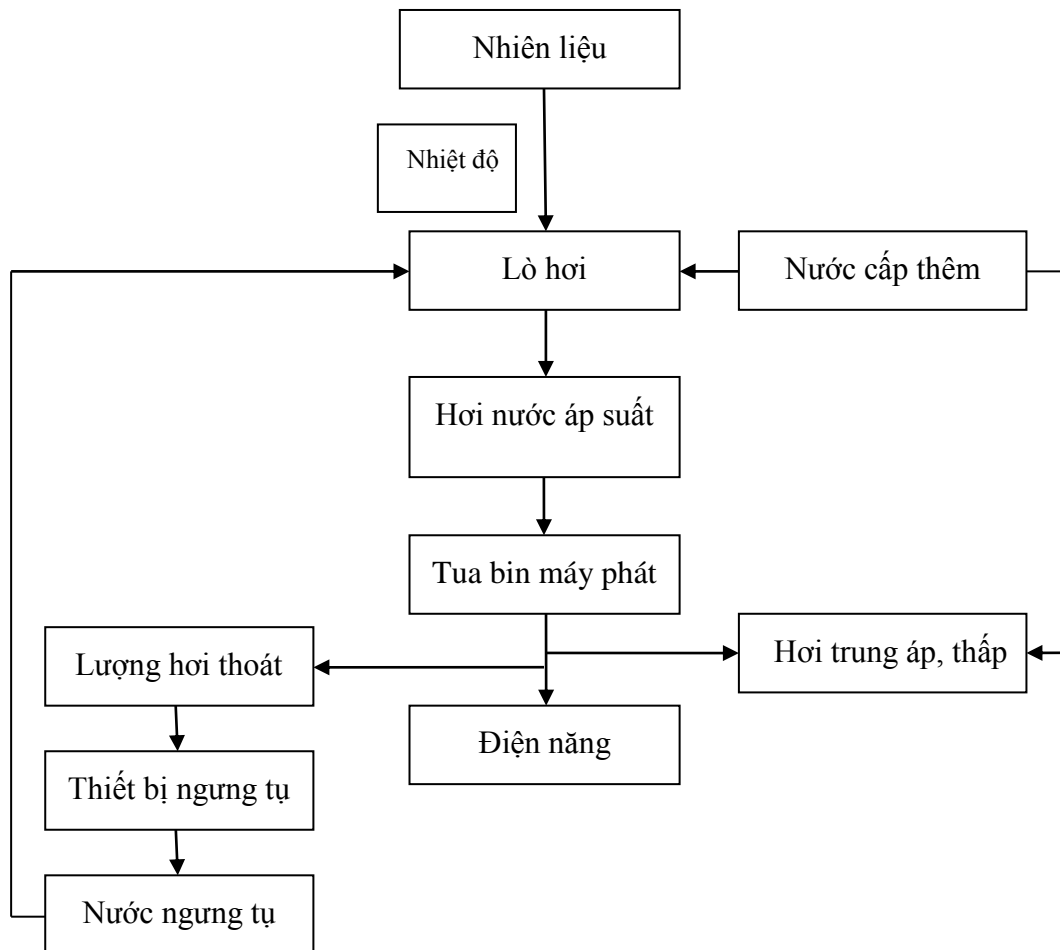 Nhiên liệu
Nhiệt độ
Lò hơi
Nước cấp thêm
Hơi nước áp suất
Tua bin máy phát
Lượng hơi thoát
Hơi trung áp, thấp
Điện năng
Thiết bị ngưng tụ
Nước ngưng tụ